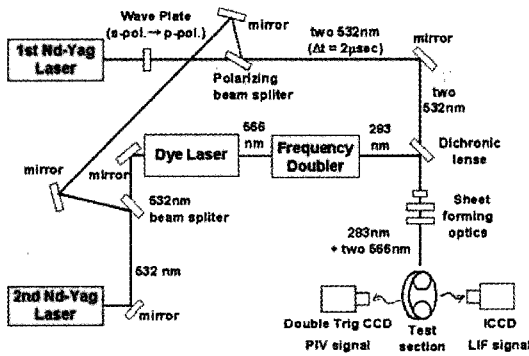 Wave Plate
(s-pol.→ p-pol.)
mirror
two 532nm
(Δt = 2μsec)
mirror
1st Nd-Yag
Laser
Polarizing
beam spliter
two
532nm
566
nm
283
nm
Dye Laser
Frequency
Doubler
Dichronic
lense
mirror
mirror
532nm
beam spliter
Sheet
forming
optics
283nm
+ two 566nm
532 nm
2nd Nd-Yag
Laser
mirror
Double Trig CCD
PIV signal
Test
section
ICCD
LIF signal